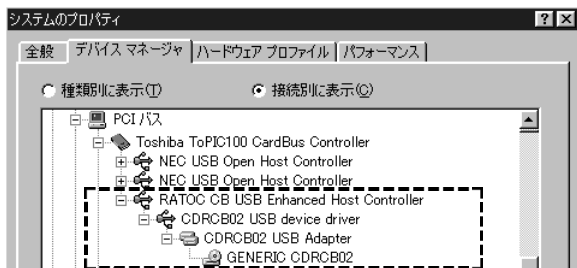 システムのプロパティ
全般 デバイス マネージャ ハードウェア プロファイル パフォーマンス
種類別に表示(T) 接続別に表示(C)
PCI バス
Toshiba ToPIC100 CardBus Controller
NEC USB Open Host Controller
NEC USB Open Host Controller
RATOC CB USB Enhanced Host Controller
CDRCB02 USB device driver
CDRCB02 USB Adapter
GENERIC CDRCB02